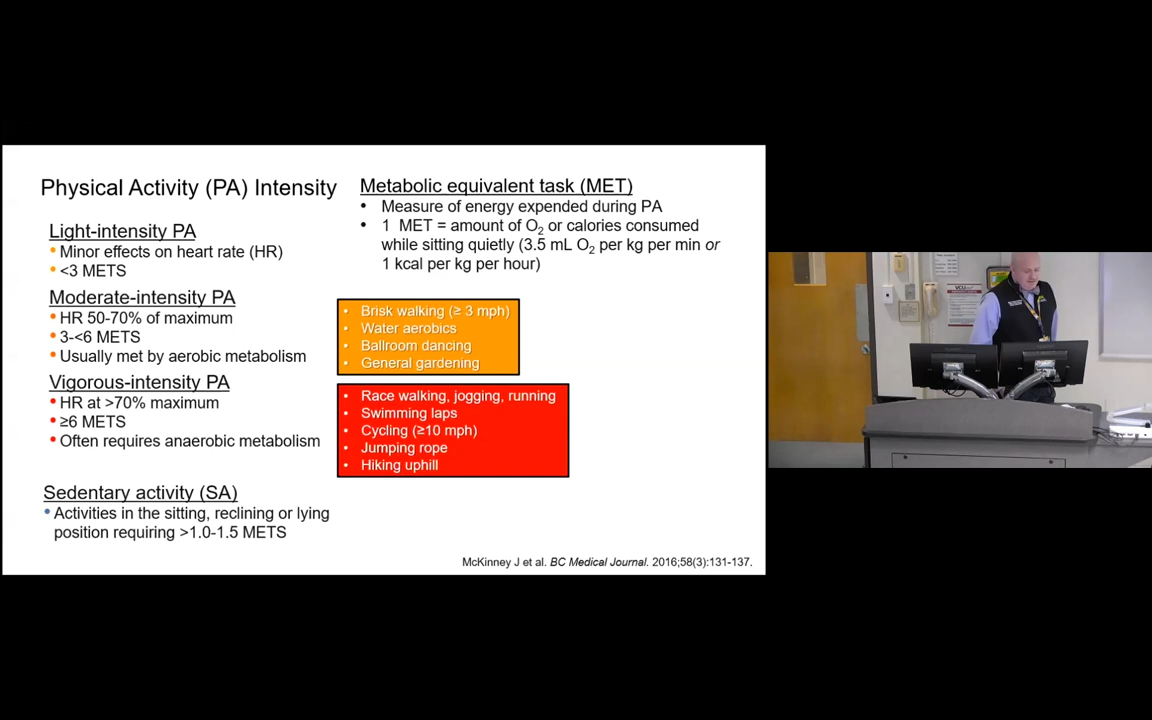 Physical Activity (PA) Intensity
Light-intensity PA
• Minor effects on heart rate (HR)
• <3 METS
Moderate-intensity PA
• HR 50-70% of maximum
• 3-<6 METS
• Usually met by aerobic metabolism
Vigorous-intensity PA
• HR at >70% maximum
• ≥6 METS
• Often requires anaerobic metabolism
Sedentary activity (SA)
• Activities in the sitting, reclining or lying
position requiring >1.0-1.5 METS
Metabolic equivalent task (MET)
• Measure of energy expended during PA
• 1 MET = amount of O₂ or calories consumed
while sitting quietly (3.5 mL O₂ per kg per min or
1 kcal per kg per hour)
• Brisk walking (≥ 3 mph)
• Water aerobics
• Ballroom dancing
• General gardening
• Race walking, jogging, running
• Swimming laps
• Cycling (≥10 mph)
• Jumping rope
• Hiking uphill
McKinney J et al. BC Medical Journal. 2016;58(3):131-137.
VCU